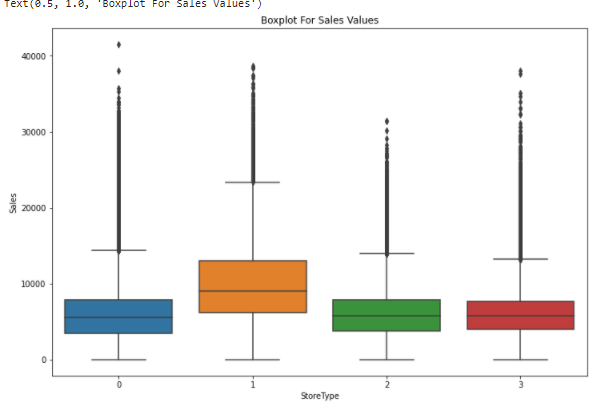 Text(0.5, 1.0, 'Boxplot For Sales Values')
Boxplot For Sales Values
40000
30000
20000
10000
0
Sales
0 1 2 3
StoreType